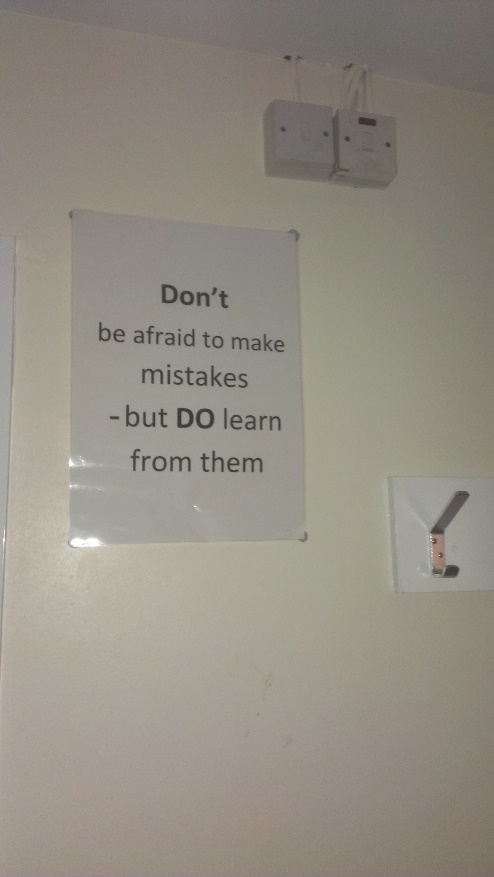 Don't
be afraid to make
mistakes
-but DO learn
from them